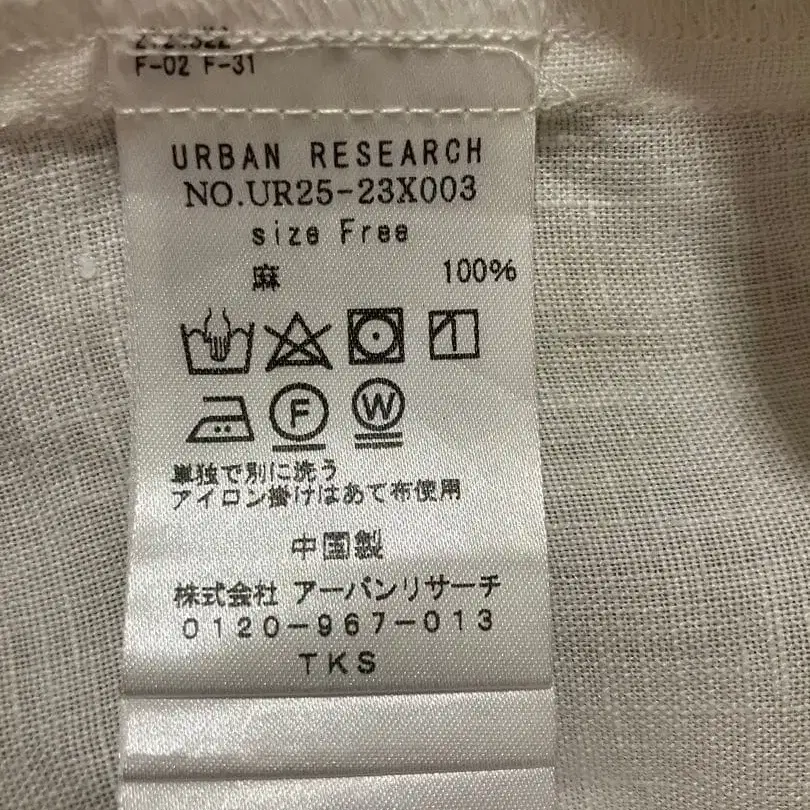 F-02 F-31
URBAN RESEARCH
NO.UR25-23X003
size Free
麻 100%
F W
単独で別に洗う
アイロン掛けはあて布使用
中国製
株式会社 アーバンリサーチ
0120-967-013
TKS